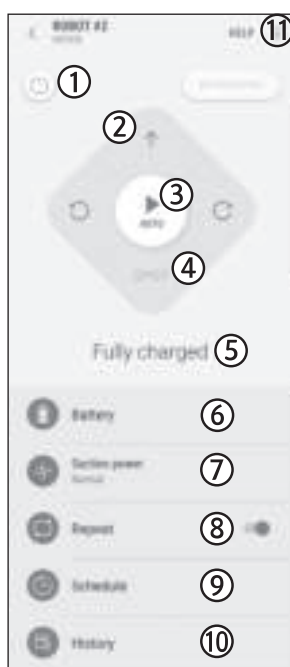 ROBOT #2
HELP
⑪
①
②
③
AUTO
④
Fully charged ⑤
Battery ⑥
Suction power ⑦
Normal
Repeat ⑧
Schedule ⑨
History ⑩